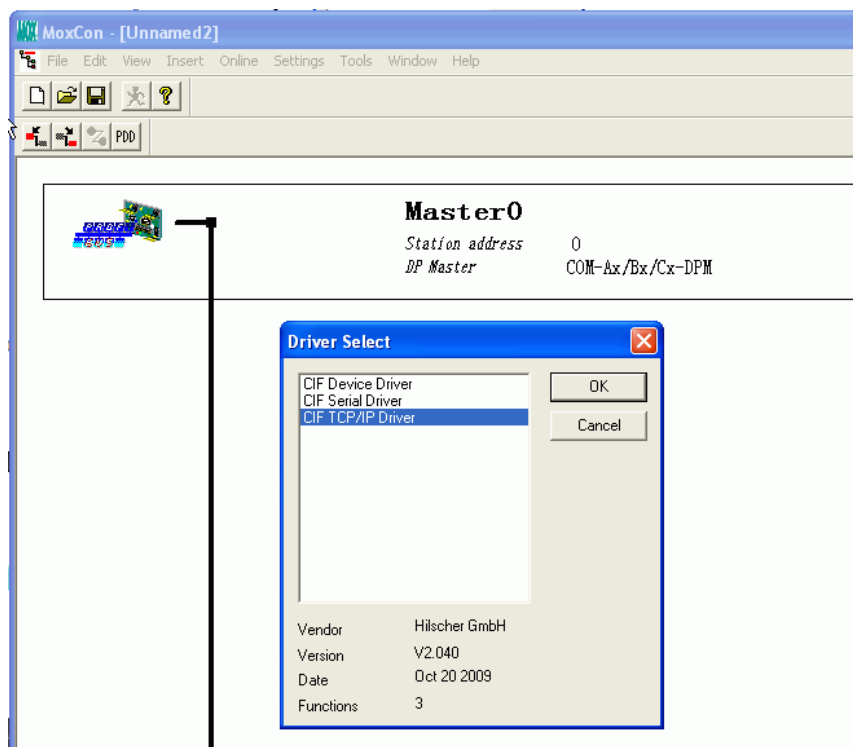 MoxCon - [Unnamed2]
File Edit View Insert Online Settings Tools Window Help
PDD
Master0
Station address 0
DP Master COM-Ax/Bx/Cx-DPM
Driver Select
CIF Device Driver
CIF Serial Driver
CIF TCP/IP Driver
OK
Cancel
Vendor Hilscher GmbH
Version V2.040
Date Oct 20 2009
Functions 3